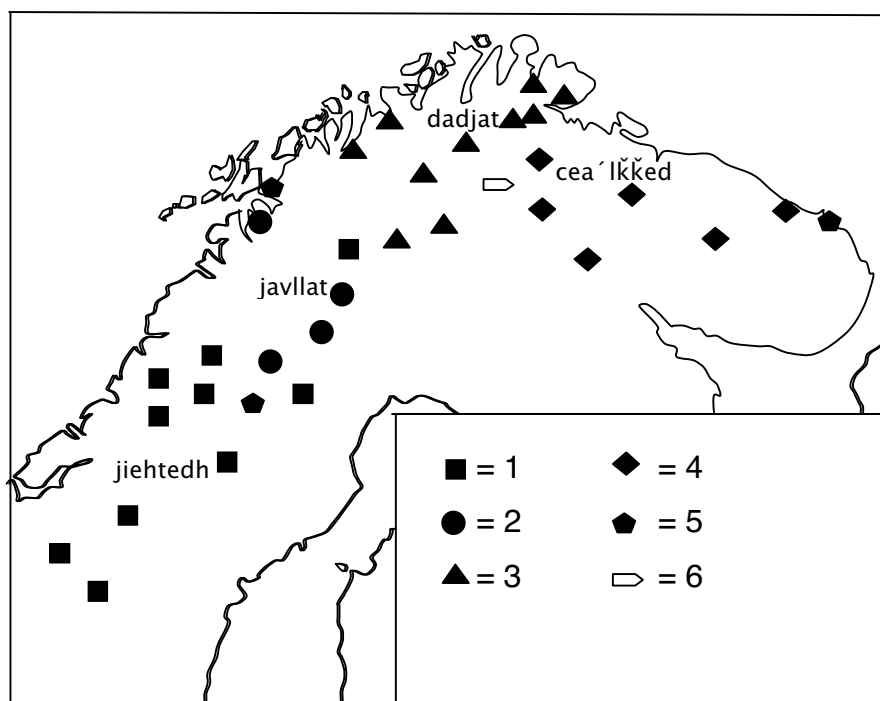 dadjat
cea´lǩǩed
javllat
jiehtedh
= 1 = 4
= 2 = 5
= 3 = 6